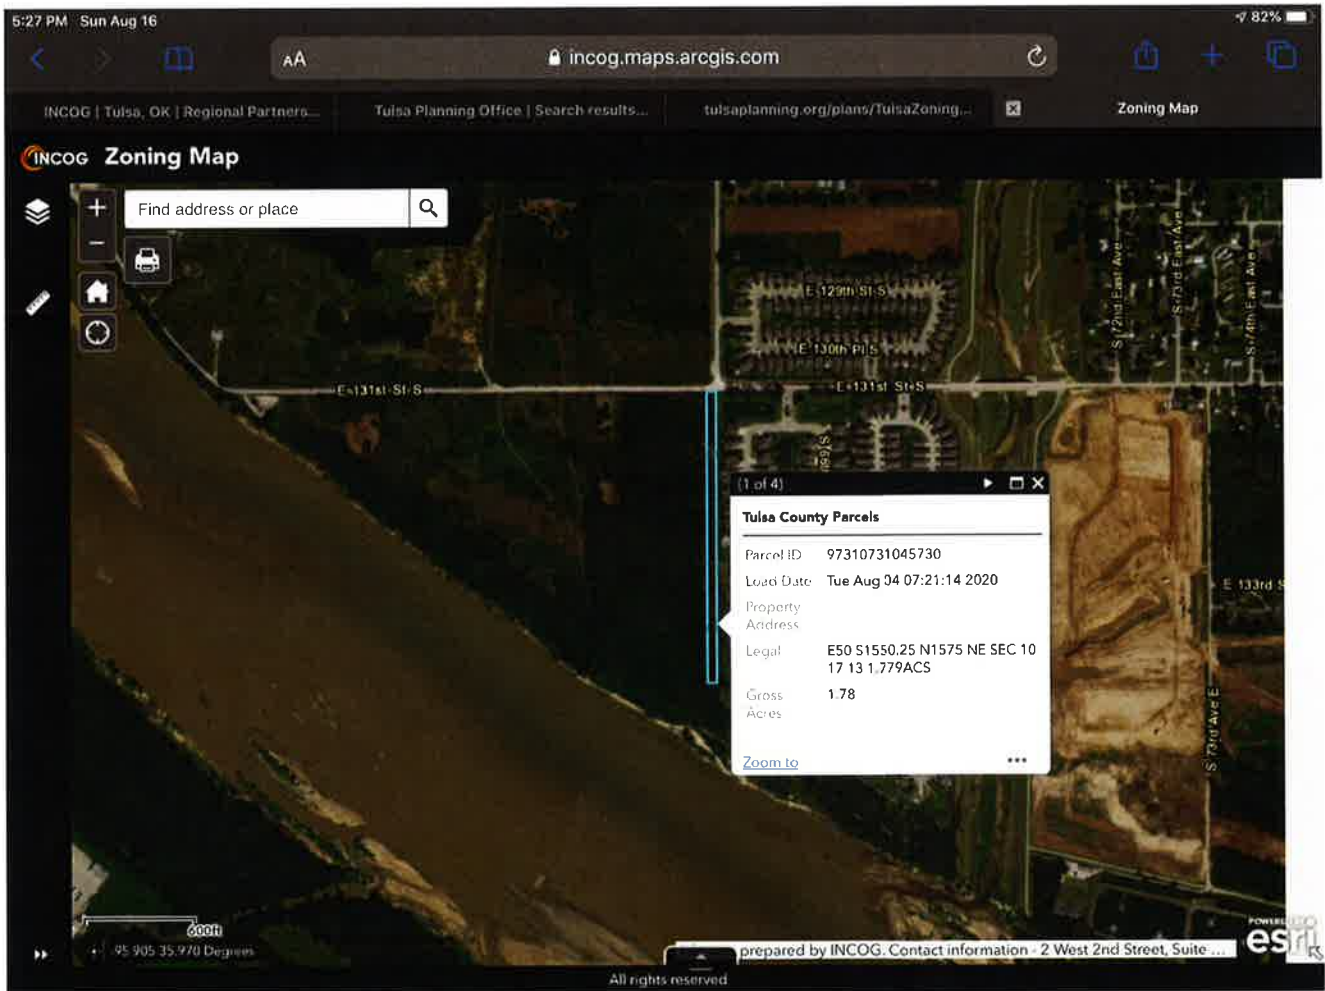 5:27 PM Sun Aug 16
82%
AA
incog.maps.arcgis.com
INCOG | Tulsa, OK | Regional Partners...
Tulsa Planning Office | Search results...
tulsaplanning.org/plans/TulsaZoning...
Zoning Map
INCOG Zoning Map
Find address or place
E 129th St S
E 130th Pl S
E 131st St S
E 131st St S
S 72nd East Ave
S 73rd East Ave
S 74th East Ave
(1 of 4)
Tulsa County Parcels
Parcel ID 97310731045730
Load Date Tue Aug 04 07:21:14 2020
Property
Address
Legal E50 S1550.25 N1575 NE SEC 10
17 13 1.779ACS
Gross 1.78
Acres
Zoom to
E 133rd S
S 73rd Ave E
600ft
-95.905 35.970 Degrees
prepared by INCOG. Contact information - 2 West 2nd Street, Suite ...
POWERED BY
esri
All rights reserved